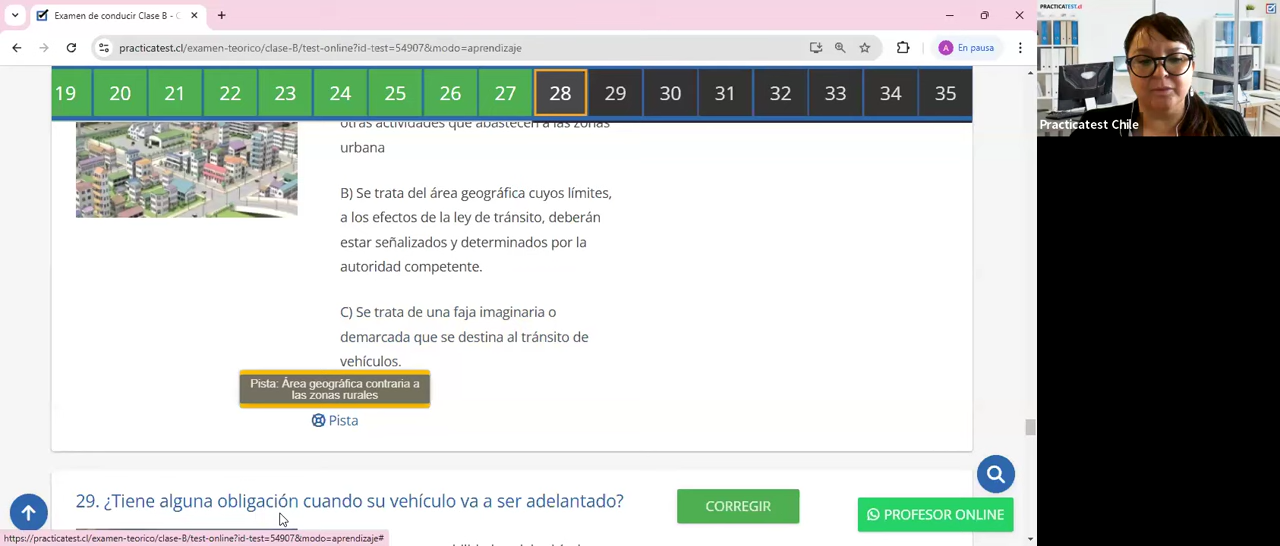 Examen de conducir Clase B - C
practicatest.cl/examen-teorico/clase-B/test-online?id-test=54907&modo=aprendizaje
En pausa
19 20 21 22 23 24 25 26 27 28 29 30 31 32 33 34 35
otras actividades que abastecen a las zonas
urbana
B) Se trata del área geográfica cuyos límites,
a los efectos de la ley de tránsito, deberán
estar señalizados y determinados por la
autoridad competente.
C) Se trata de una faja imaginaria o
demarcada que se destina al tránsito de
vehículos.
Pista: Área geográfica contraria a
las zonas rurales
Pista
29. ¿Tiene alguna obligación cuando su vehículo va a ser adelantado?
CORREGIR
PROFESOR ONLINE
https://practicatest.cl/examen-teorico/clase-B/test-online?id-test=54907&modo=aprendizaje#
PRACTICATEST.cl
Practicatest Chile